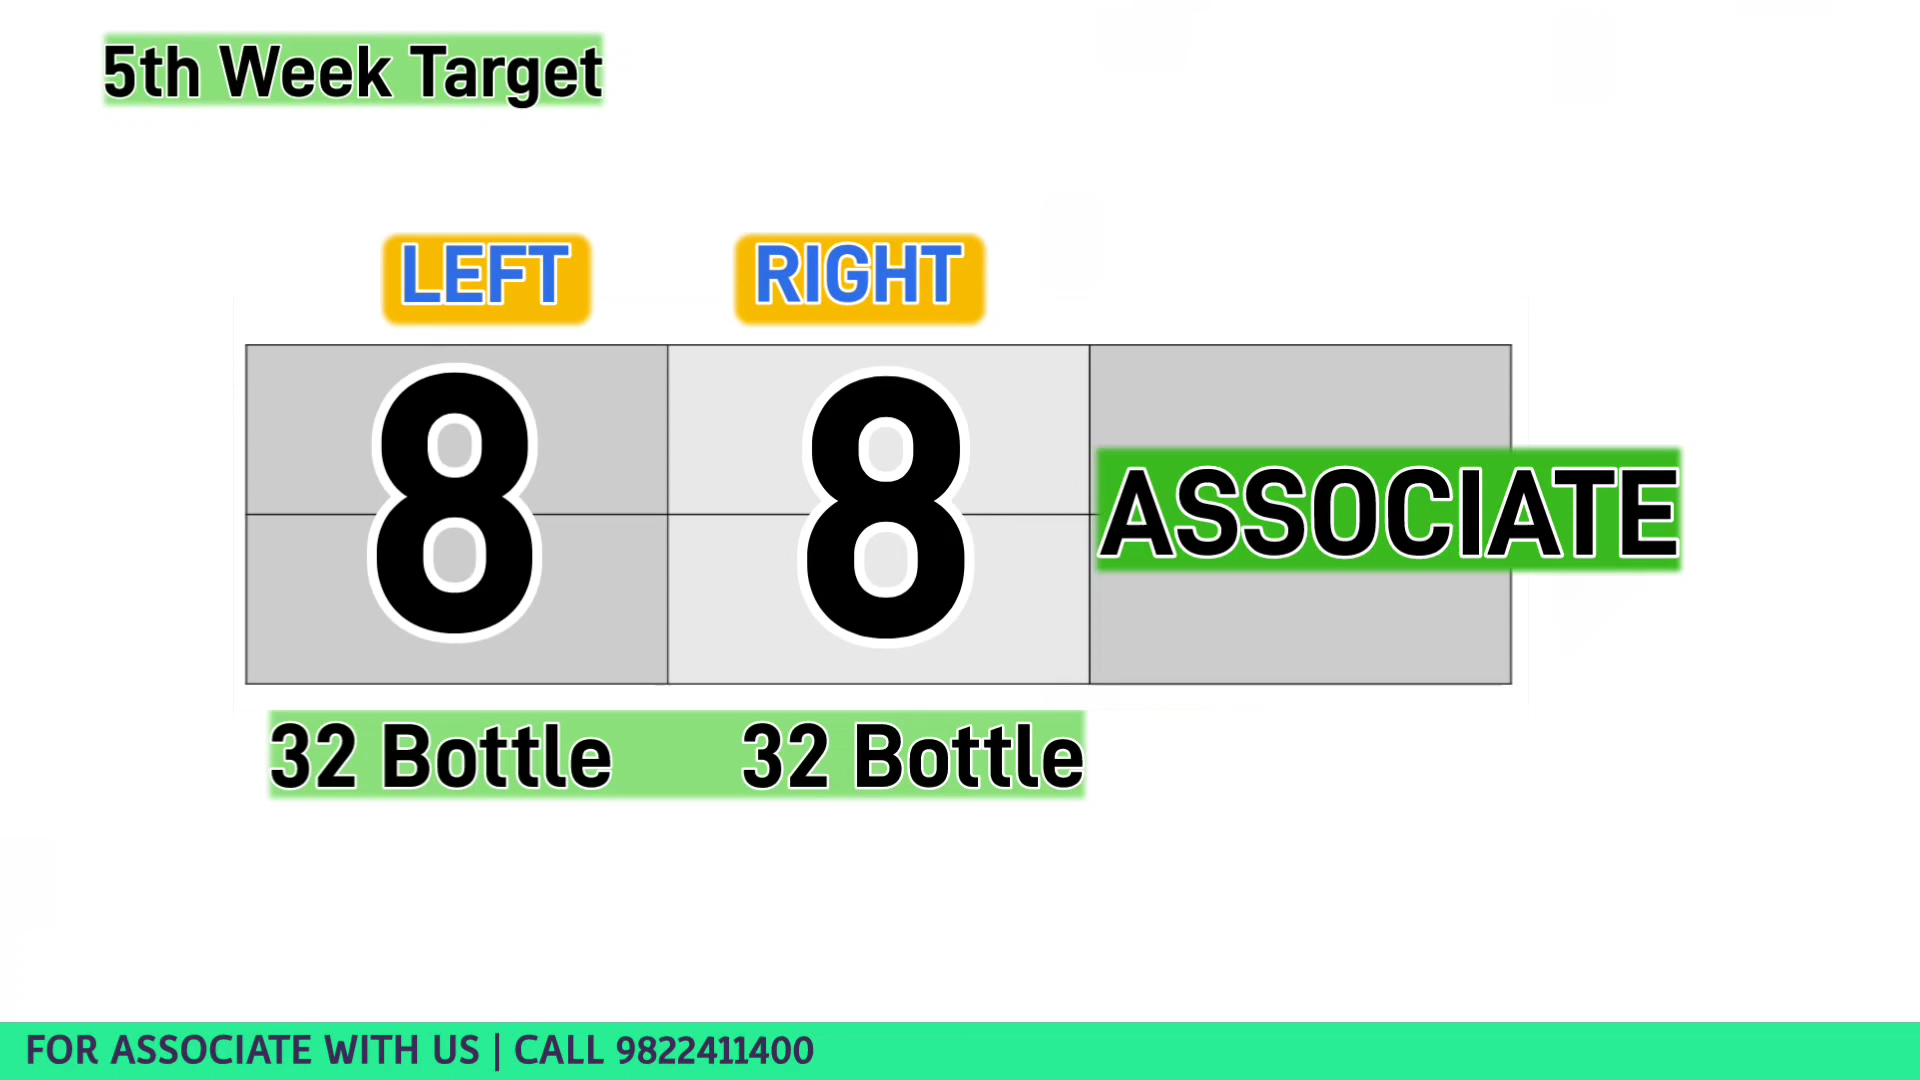 5th Week Target
LEFT RIGHT
8 8 ASSOCIATE
32 Bottle 32 Bottle
FOR ASSOCIATE WITH US | CALL 9822411400